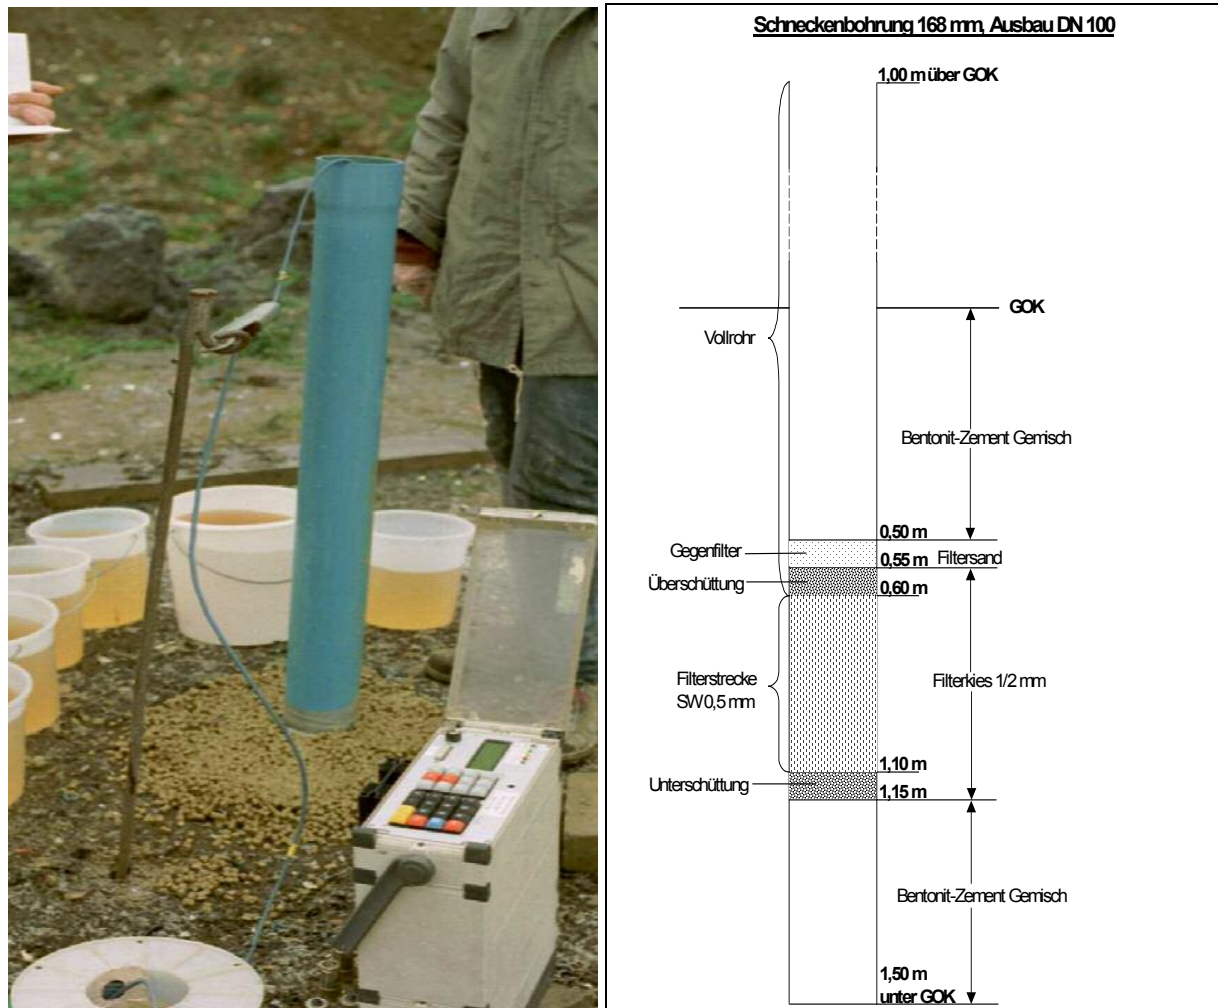 Schneckenbohrung 168 mm, Ausbau DN 100
1,00 m über GOK
GOK
Vollrohr
Bentonit-Zement Gemisch
0,50 m
Gegenfilter
0,55 m Filtersand
Überschüttung
0,60 m
Filterstrecke
SW 0,5 mm
Filterkies 1/2 mm
1,10 m
Unterschüttung
1,15 m
Bentonit-Zement Gemisch
1,50 m
unter GOK